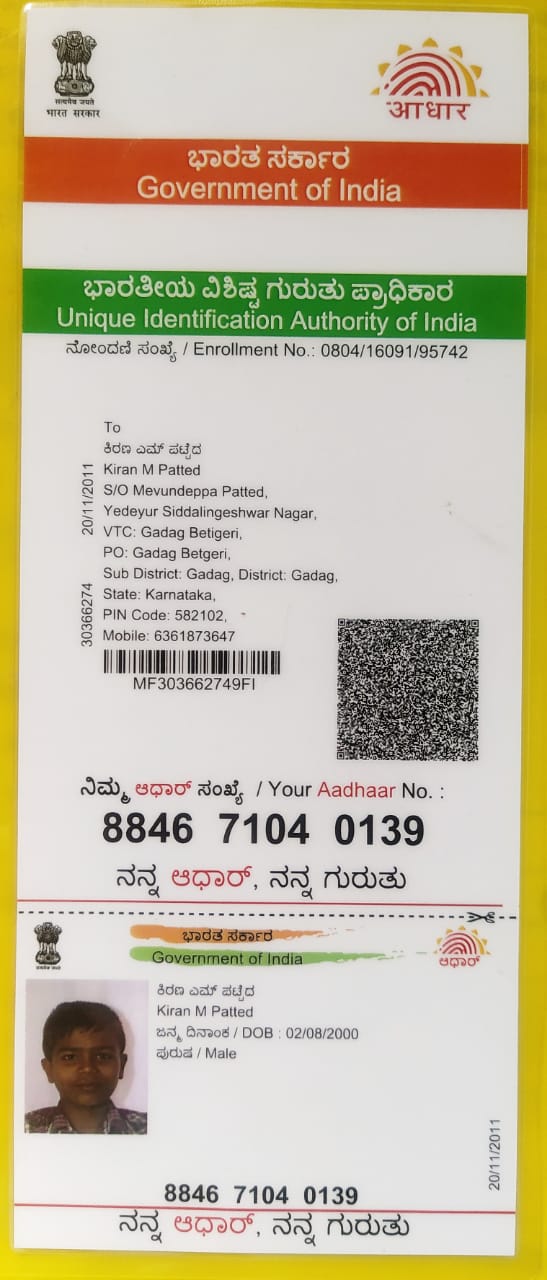 सत्यमेव जयते
भारत सरकार
आधार
ಭಾರತ ಸರ್ಕಾರ
Government of India
ಭಾರತೀಯ ವಿಶಿಷ್ಟ ಗುರುತು ಪ್ರಾಧಿಕಾರ
Unique Identification Authority of India
ನೋಂದಣಿ ಸಂಖ್ಯೆ / Enrollment No.: 0804/16091/95742
To
ಕಿರಣ ಎಮ್ ಪಟ್ಟೆದ
Kiran M Patted
S/O Mevundeppa Patted,
Yedeyur Siddalingeshwar Nagar,
VTC: Gadag Betigeri,
PO: Gadag Betgeri,
Sub District: Gadag, District: Gadag,
State: Karnataka,
PIN Code: 582102,
Mobile: 6361873647
20/11/2011
30366274
MF303662749FI
ನಿಮ್ಮ ಆಧಾರ್ ಸಂಖ್ಯೆ / Your Aadhaar No. :
8846 7104 0139
ನನ್ನ ಆಧಾರ್, ನನ್ನ ಗುರುತು
ಭಾರತ ಸರ್ಕಾರ
Government of India
ಆಧಾರ್
ಕಿರಣ ಎಮ್ ಪಟ್ಟೆದ
Kiran M Patted
ಜನ್ಮ ದಿನಾಂಕ / DOB : 02/08/2000
ಪುರುಷ / Male
20/11/2011
8846 7104 0139
ನನ್ನ ಆಧಾರ್, ನನ್ನ ಗುರುತು